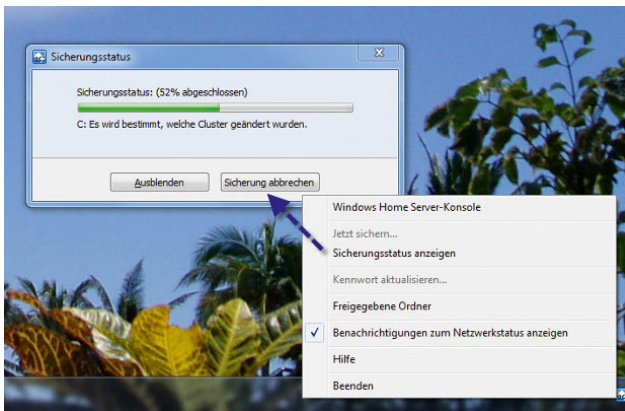 Sicherungsstatus
Sicherungsstatus: (52% abgeschlossen)
C: Es wird bestimmt, welche Cluster geändert wurden.
Ausblenden
Sicherung abbrechen
Windows Home Server-Konsole
Jetzt sichern...
Sicherungsstatus anzeigen
Kennwort aktualisieren...
Freigegebene Ordner
Benachrichtigungen zum Netzwerkstatus anzeigen
Hilfe
Beenden